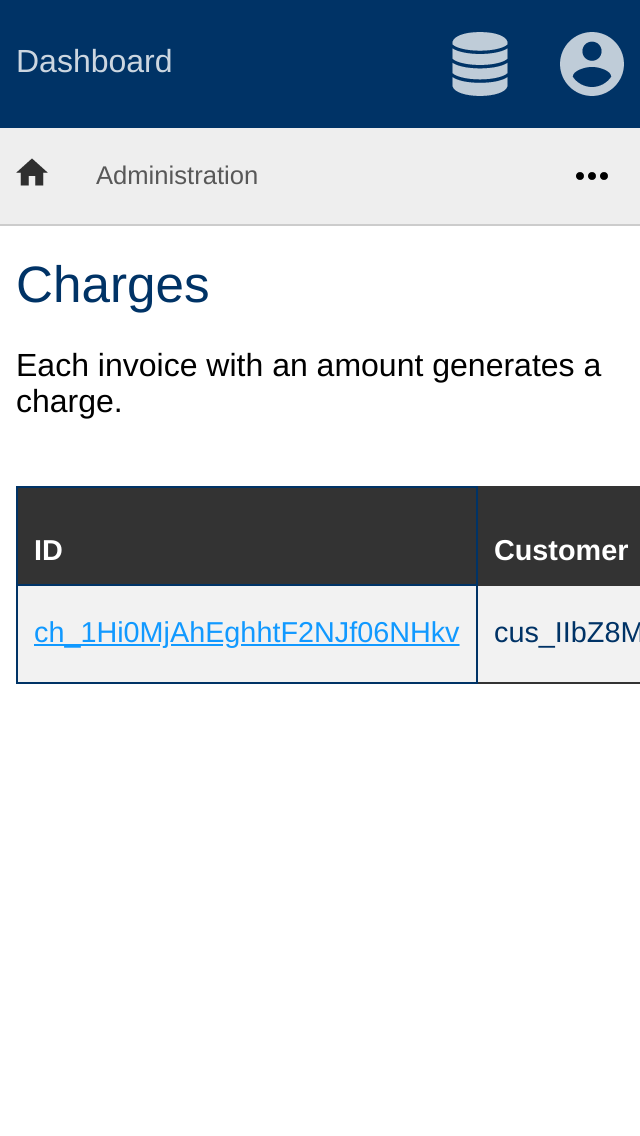 Dashboard
Administration
Charges
Each invoice with an amount generates a
charge.
ID Customer
ch_1Hi0MjAhEghhtF2NJf06NHkv cus_IIbZ8M